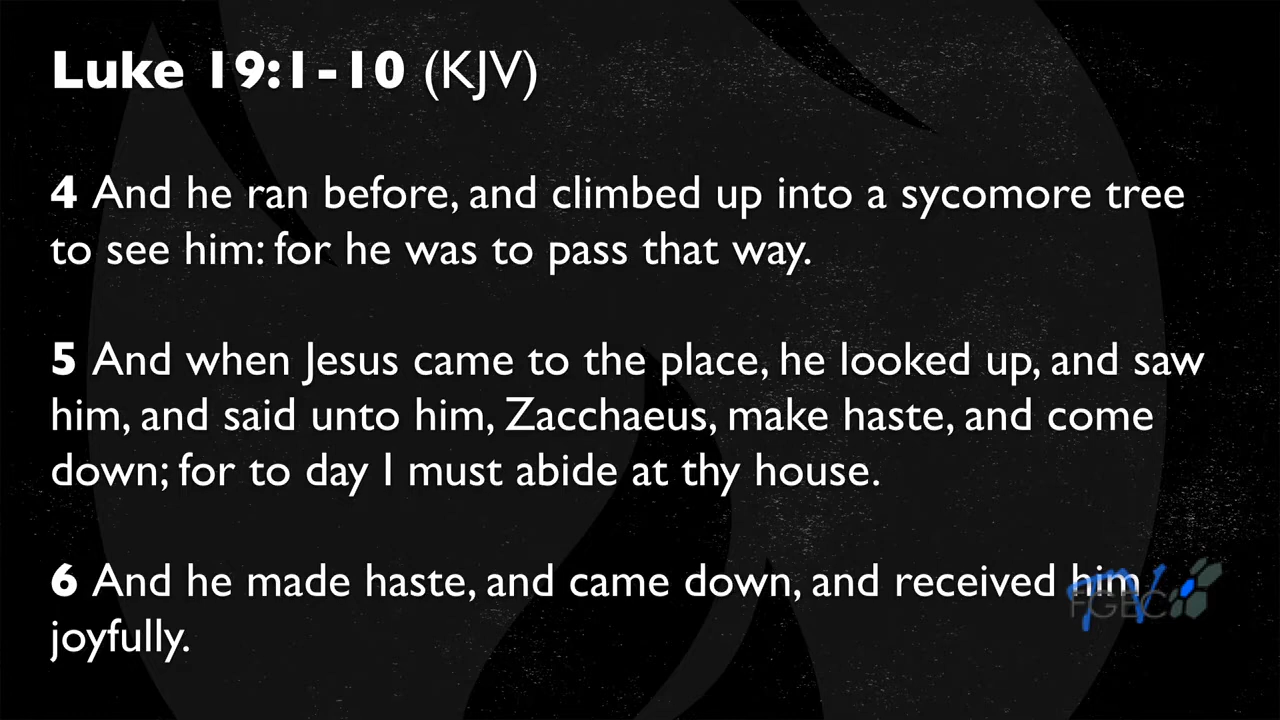 Luke 19:1-10 (KJV)
4 And he ran before, and climbed up into a sycomore tree
to see him: for he was to pass that way.
5 And when Jesus came to the place, he looked up, and saw
him, and said unto him, Zacchaeus, make haste, and come
down; for to day I must abide at thy house.
6 And he made haste, and came down, and received him
joyfully.
FGEC